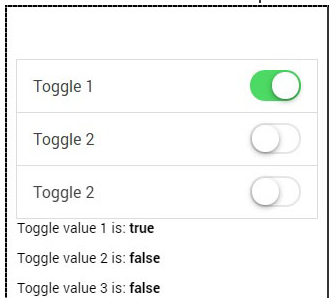 Toggle 1
Toggle 2
Toggle 2
Toggle value 1 is: true
Toggle value 2 is: false
Toggle value 3 is: false